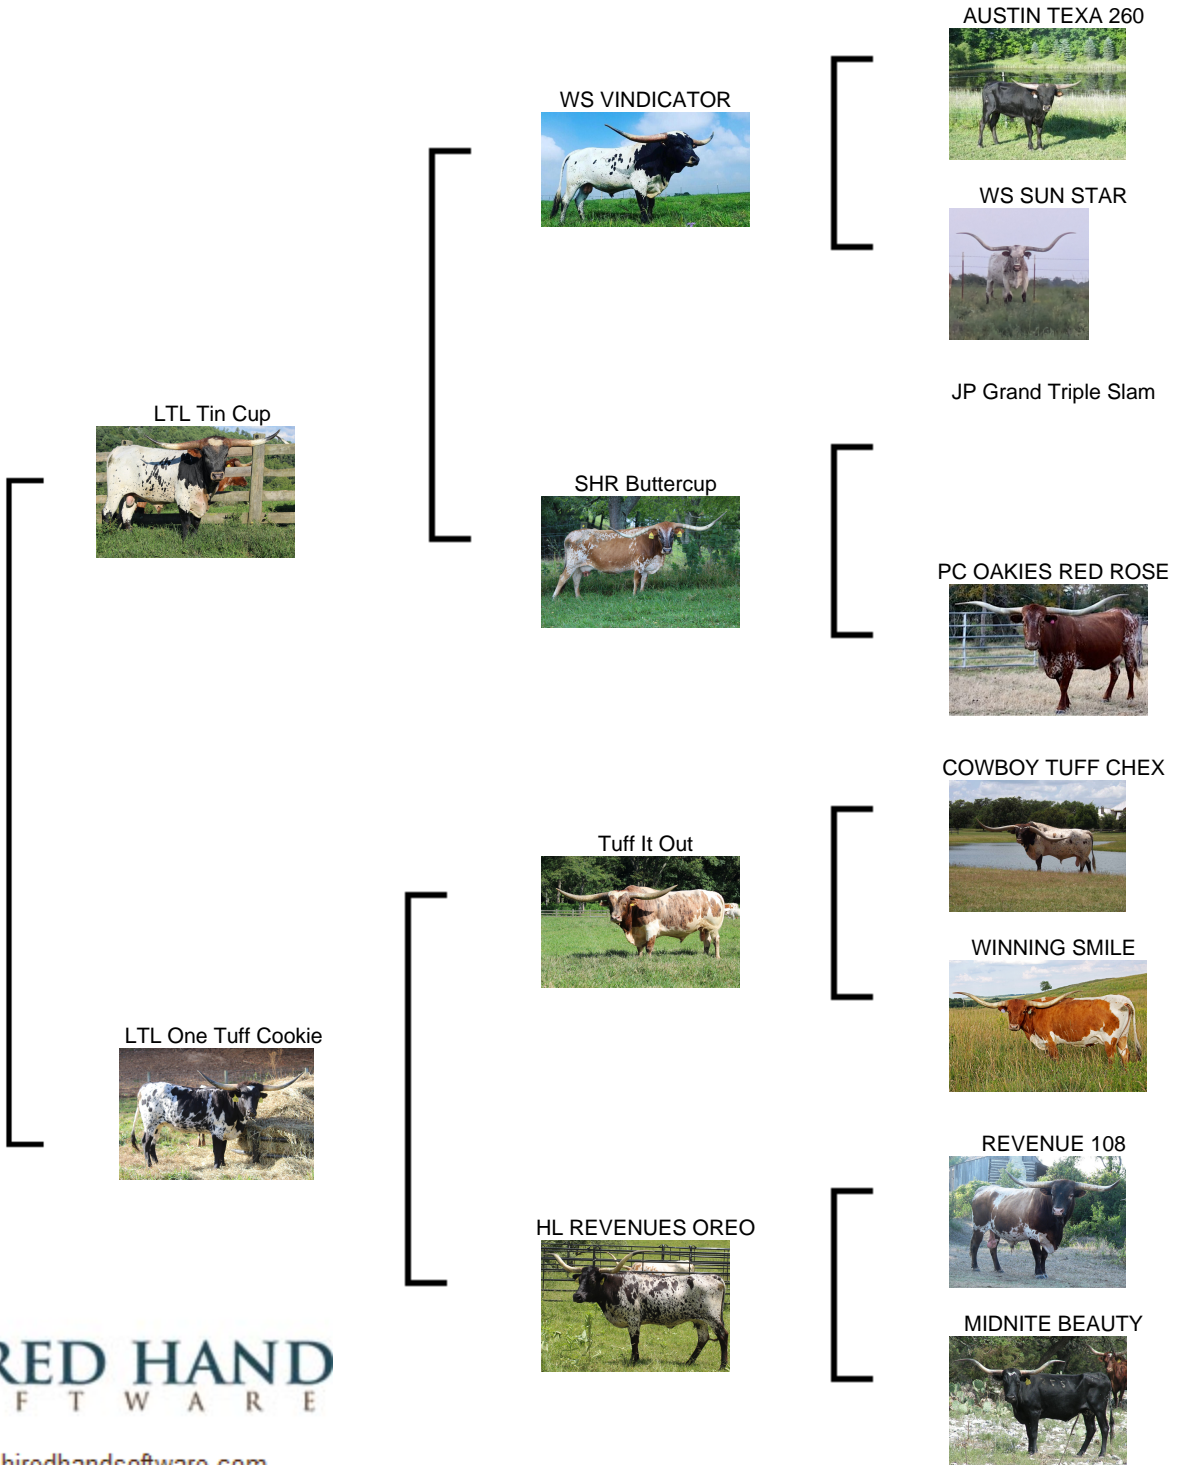 AUSTIN TEXA 260
WS VINDICATOR
WS SUN STAR
JP Grand Triple Slam
LTL Tin Cup
SHR Buttercup
PC OAKIES RED ROSE
COWBOY TUFF CHEX
Tuff It Out
WINNING SMILE
LTL One Tuff Cookie
REVENUE 108
HL REVENUES OREO
MIDNITE BEAUTY
RED HAND
F T W A R E
hiredhandsoftware.com